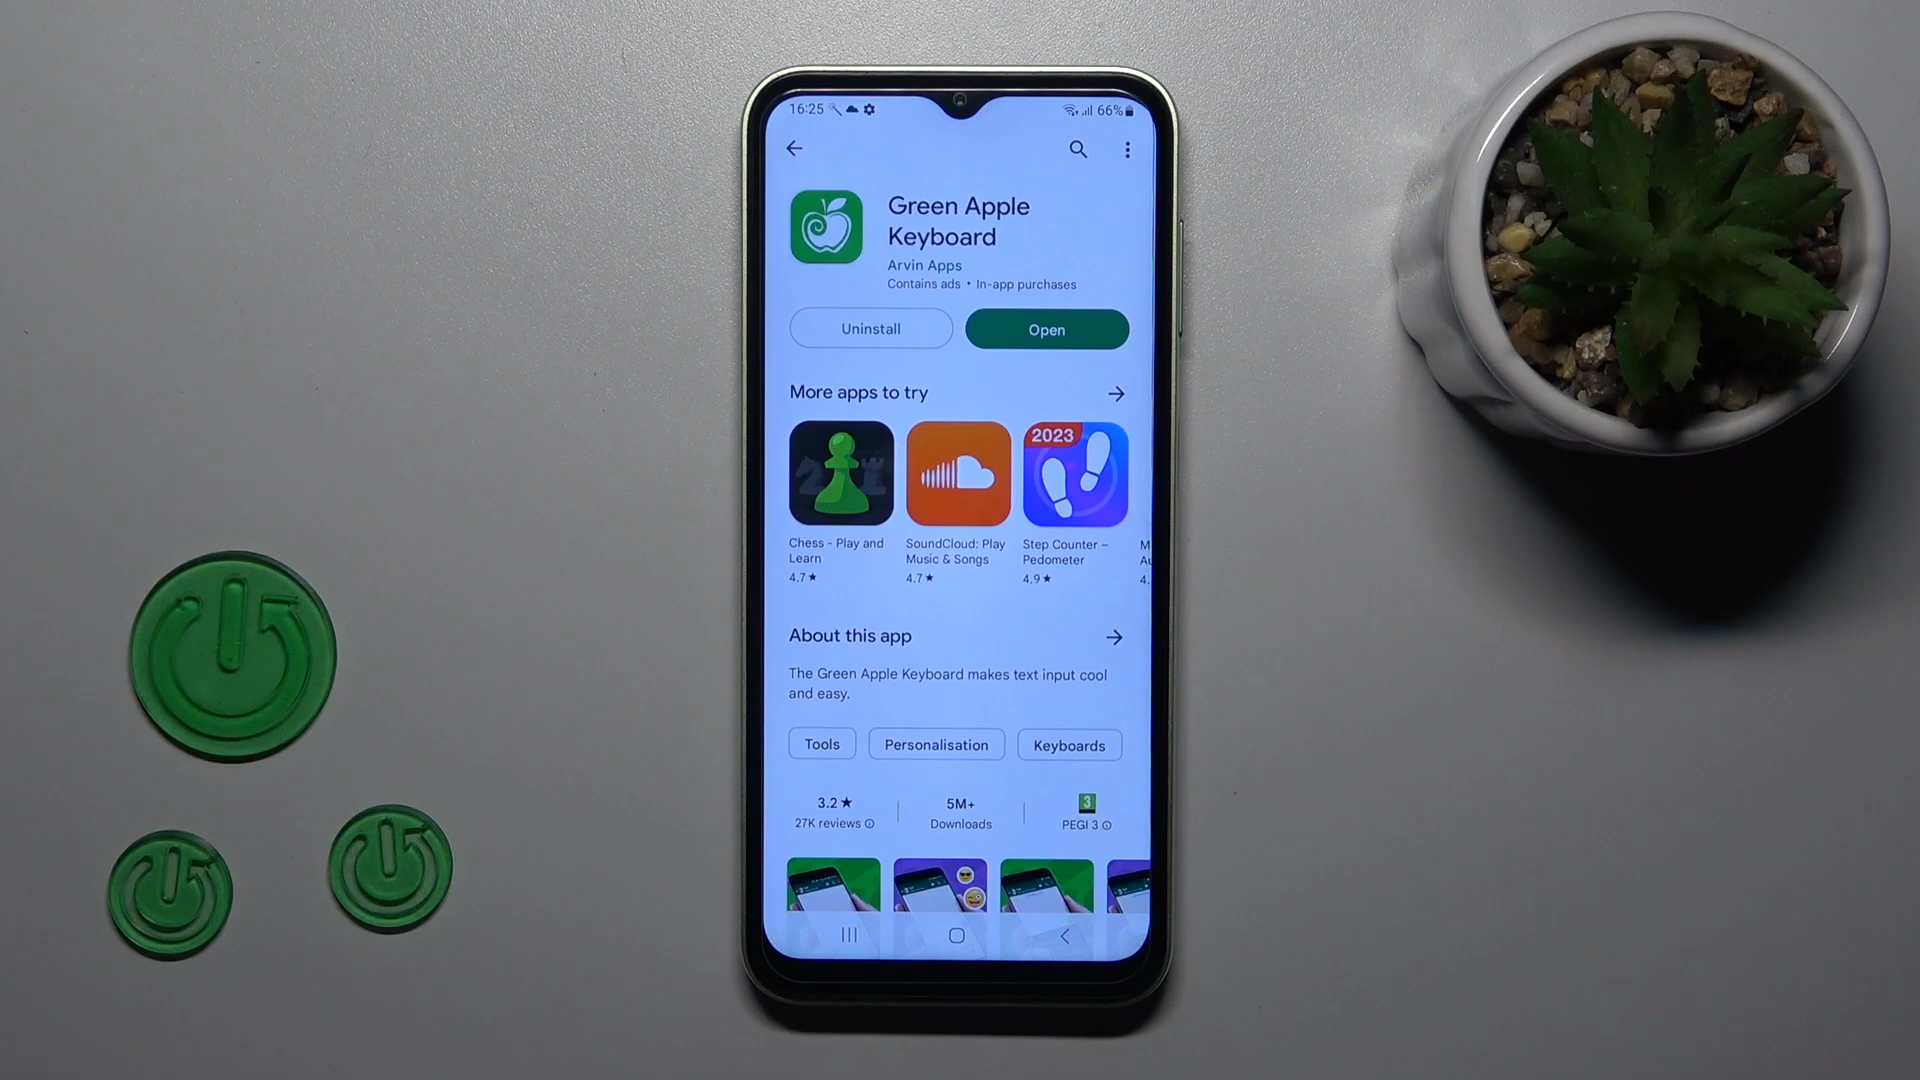 16:25
66%
Green Apple
Keyboard
Arvin Apps
Contains ads • In-app purchases
Uninstall
Open
More apps to try
2023
Chess - Play and
Learn
4.7★
SoundCloud: Play
Music & Songs
4.7★
Step Counter –
Pedometer
4.9★
M
4.
About this app
The Green Apple Keyboard makes text input cool
and easy.
Tools
Personalisation
Keyboards
3.2★
27K reviews
5M+
Downloads
3
PEGI 3